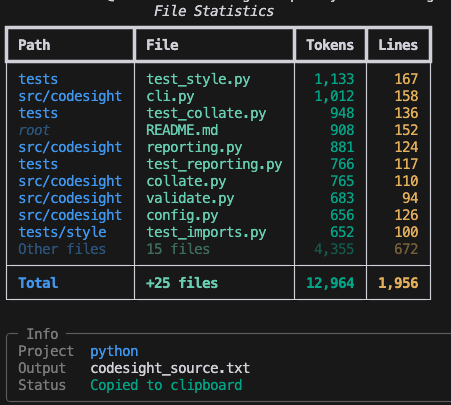 File Statistics
Path File Tokens Lines
tests test_style.py 1,133 167
src/codesight cli.py 1,012 158
tests test_collate.py 948 136
root README.md 908 152
src/codesight reporting.py 881 124
tests test_reporting.py 766 117
src/codesight collate.py 765 110
src/codesight validate.py 683 94
src/codesight config.py 656 126
tests/style test_imports.py 652 100
Other files 15 files 4,355 672
Total +25 files 12,964 1,956
Info
Project python
Output codesight_source.txt
Status Copied to clipboard